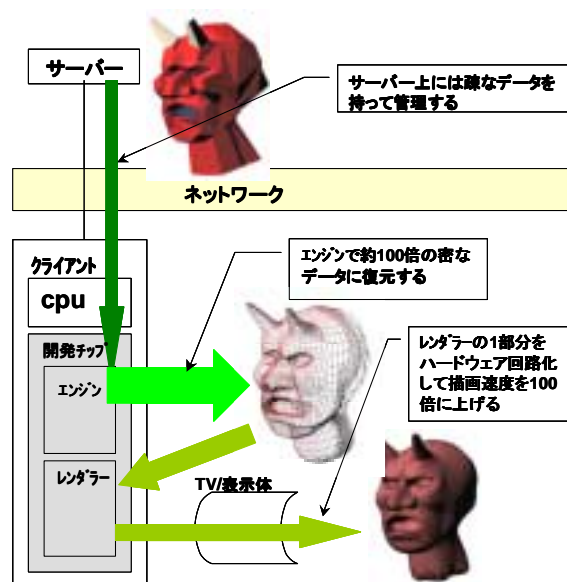 サーバー
サーバー上には疎なデータを
持って管理する
ネットワーク
クライアント
cpu
エンジンで約100倍の密な
データに復元する
開発チップ
エンジン
レンダラーの1部分を
ハードウェア回路化
して描画速度を100
倍に上げる
レンダラー
TV/表示体